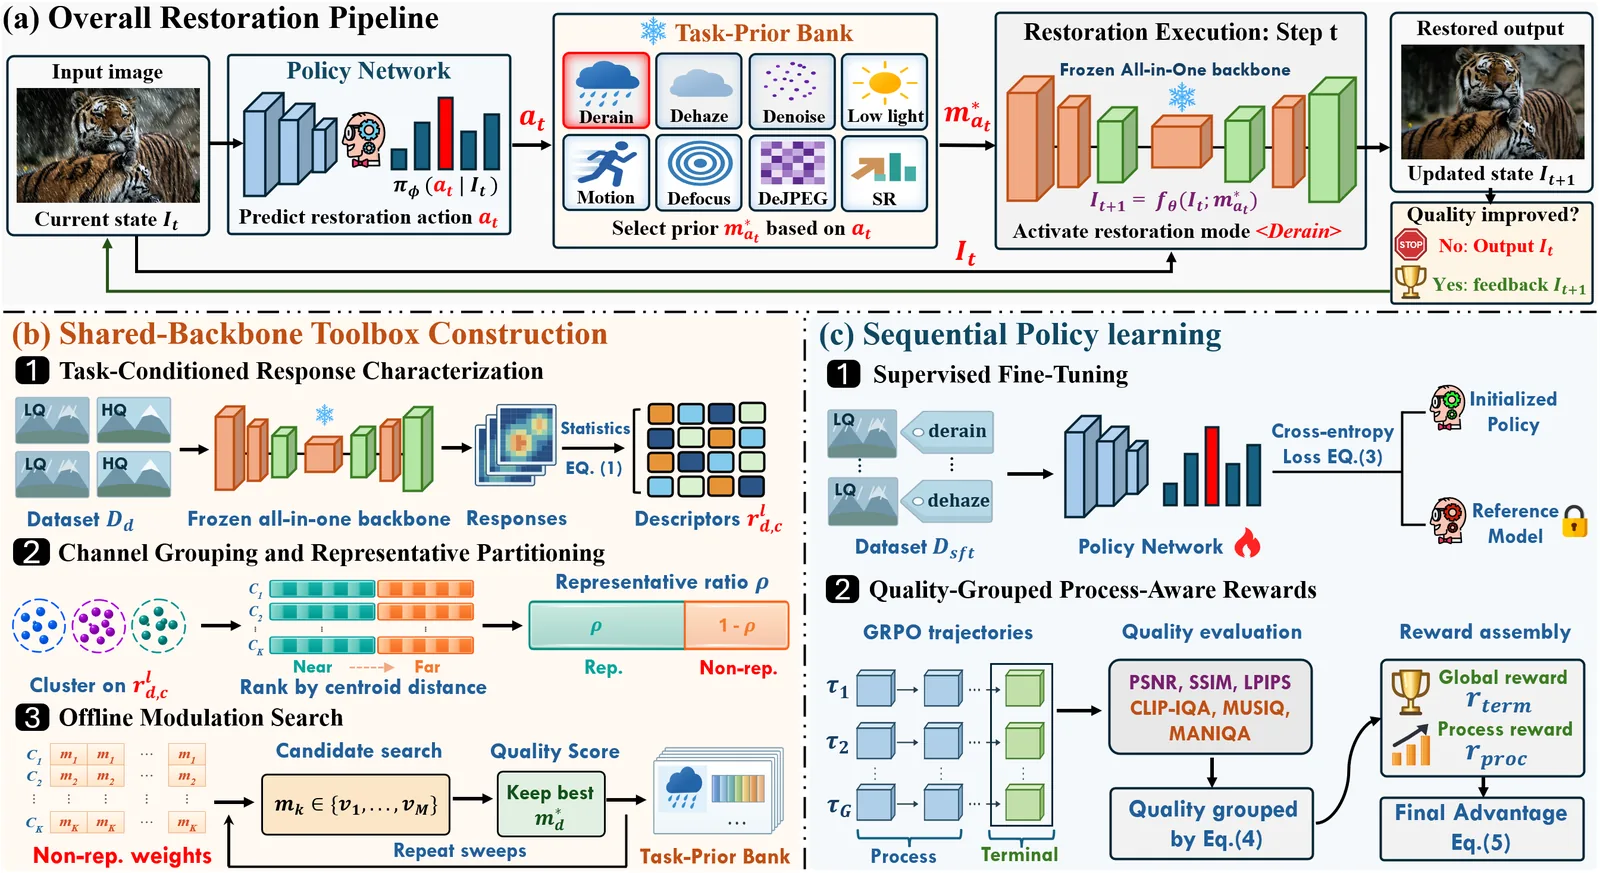 (a) Overall Restoration Pipeline
Input image
Current state I_t
Policy Network
π_ϕ (a_t | I_t)
Predict restoration action a_t
a_t
Task-Prior Bank
Derain
Dehaze
Denoise
Low light
Motion
Defocus
DeJPEG
SR
Select prior m*_{a_t} based on a_t
m*_{a_t}
Restoration Execution: Step t
Frozen All-in-One backbone
I_{t+1} = f_θ(I_t; m*_{a_t})
Activate restoration mode <Derain>
I_t
Restored output
Updated state I_{t+1}
Quality improved?
STOP
No: Output I_t
Yes: feedback I_{t+1}
(b) Shared-Backbone Toolbox Construction
1 Task-Conditioned Response Characterization
LQ
HQ
LQ
HQ
Dataset D_d
Frozen all-in-one backbone
Responses
Statistics
EQ. (1)
Descriptors r^l_{d,c}
2 Channel Grouping and Representative Partitioning
Cluster on r^l_{d,c}
C_1
C_2
C_K
Near
Far
Rank by centroid distance
Representative ratio ρ
ρ
1 - ρ
Rep.
Non-rep.
3 Offline Modulation Search
C_1 m_1 m_1 ... m_1
C_2 m_2 m_2 ... m_2
C_K m_K m_K ... m_K
Non-rep. weights
Candidate search
m_k ∈ {v_1, . . . , v_M}
Quality Score
Keep best
m*_d
Repeat sweeps
...
Task-Prior Bank
(c) Sequential Policy learning
1 Supervised Fine-Tuning
LQ
derain
LQ
dehaze
Dataset D_sft
Policy Network
Cross-entropy
Loss EQ.(3)
Initialized
Policy
Reference
Model
2 Quality-Grouped Process-Aware Rewards
GRPO trajectories
τ_1
τ_2
τ_G
Process
Terminal
Quality evaluation
PSNR, SSIM, LPIPS
CLIP-IQA, MUSIQ,
MANIQA
Quality grouped
by Eq.(4)
Reward assembly
Global reward
r_term
Process reward
r_proc
Final Advantage
Eq.(5)